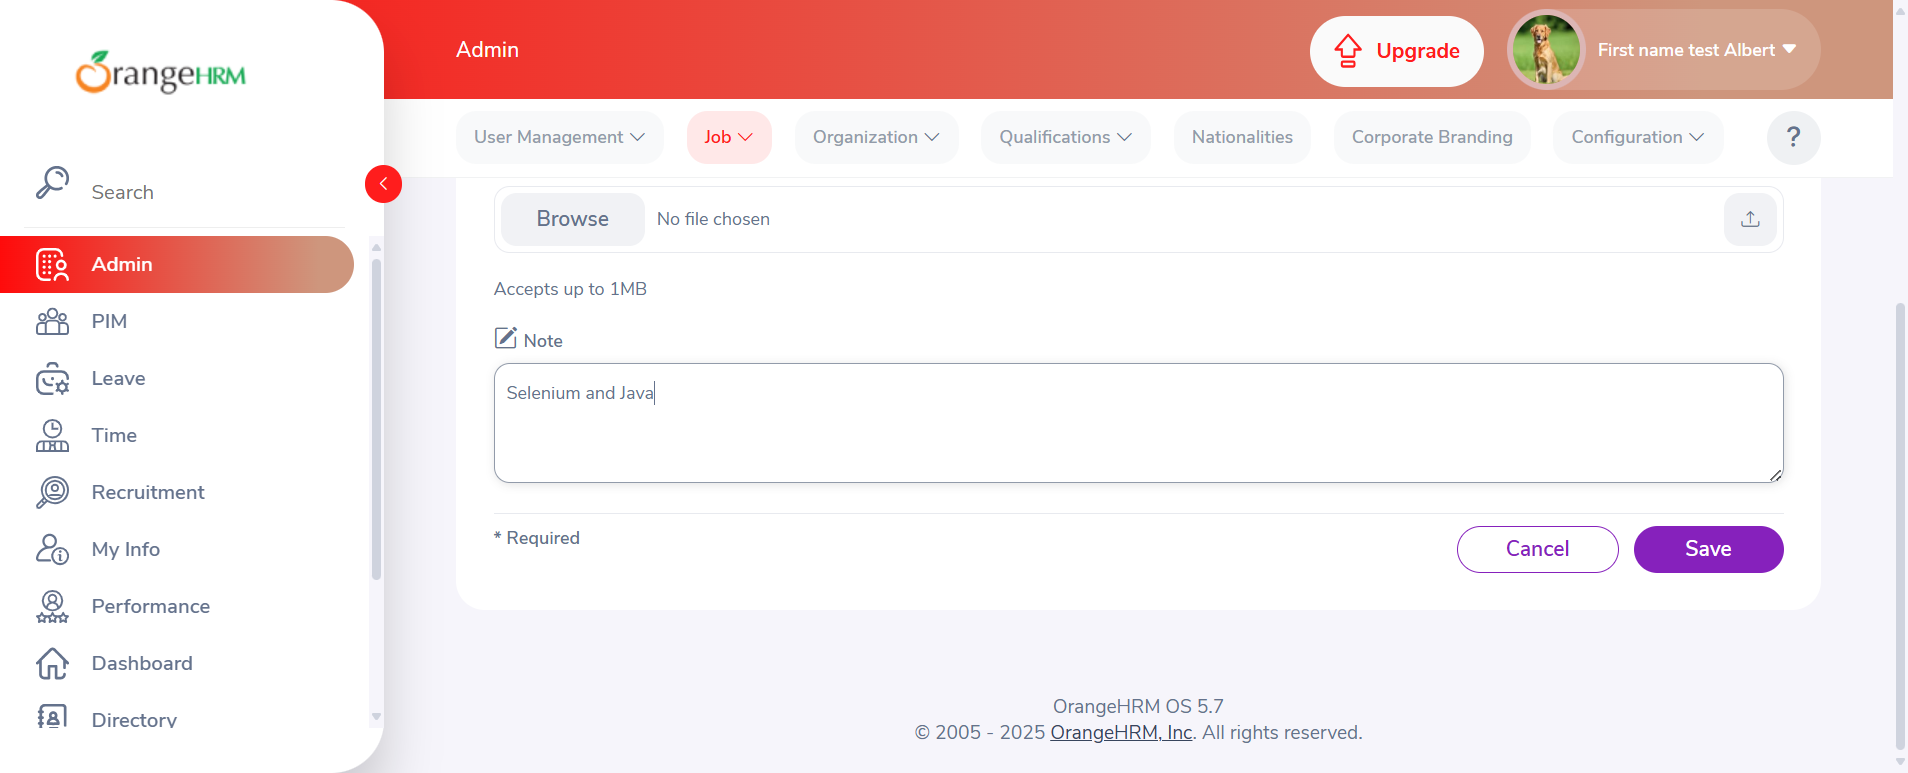 OrangeHRM
Admin
Upgrade
First name test Albert
User Management
Job
Organization
Qualifications
Nationalities
Corporate Branding
Configuration
?
Search
Admin
PIM
Leave
Time
Recruitment
My Info
Performance
Dashboard
Directory
Browse
No file chosen
Accepts up to 1MB
Note
Selenium and Java
* Required
Cancel
Save
OrangeHRM OS 5.7
© 2005 - 2025 OrangeHRM, Inc. All rights reserved.